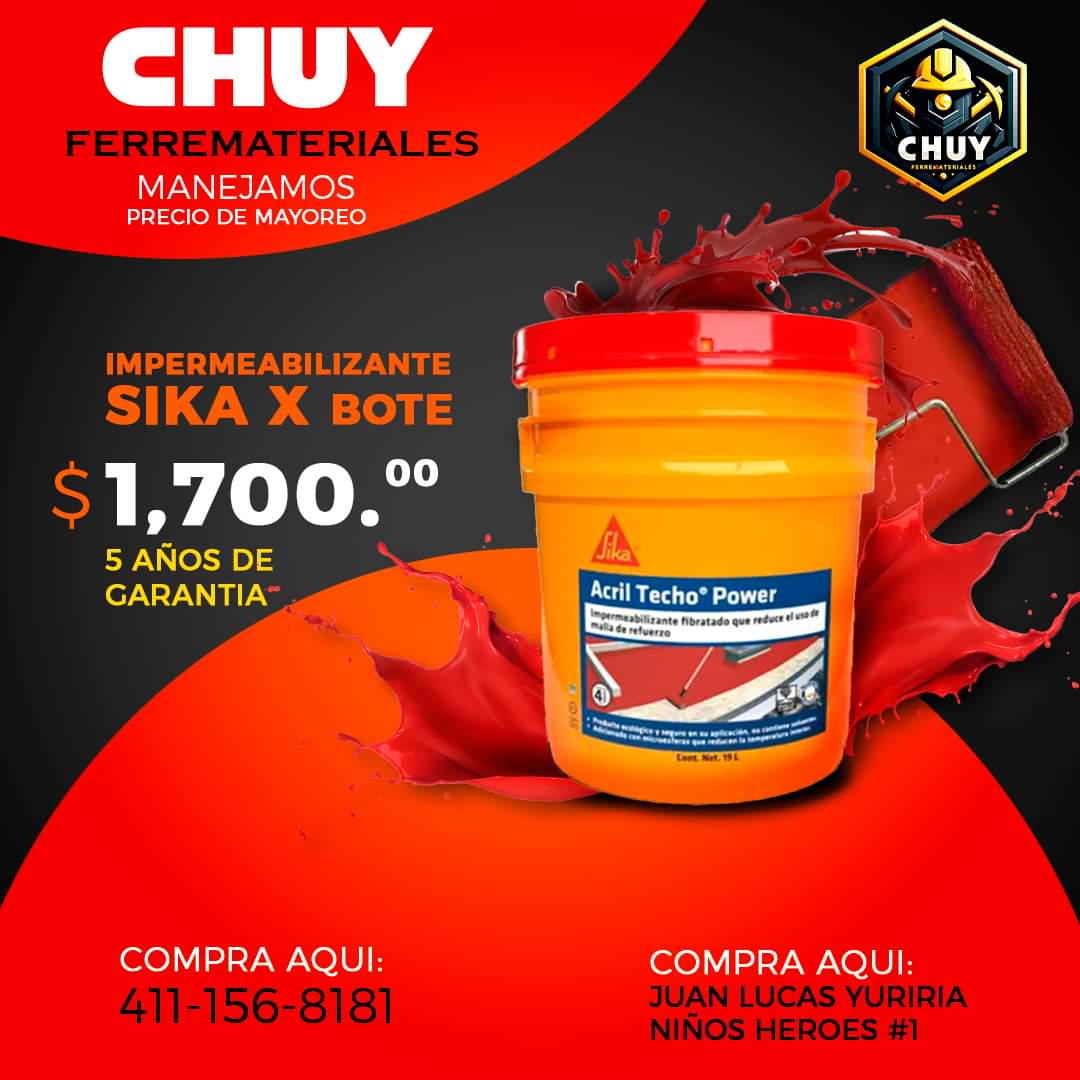 CHUY
FERREMATERIALES
MANEJAMOS
PRECIO DE MAYOREO
CHUY
FERREMATERIALES
IMPERMEABILIZANTE
SIKA X BOTE
$1,700.00
5 AÑOS DE
GARANTIA
Sika
Acril Techo® Power
Impermeabilizante fibratado que reduce el uso de
malla de refuerzo
4
• Producto ecológico y seguro en su aplicación, no contiene solventes
• Adicionado con microesferas que reducen la temperatura interior.
Cont. Net. 19 L
COMPRA AQUI:
411-156-8181
COMPRA AQUI:
JUAN LUCAS YURIRIA
NIÑOS HEROES #1